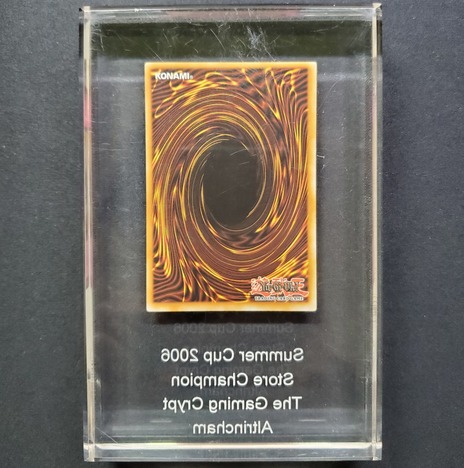 KONAMI
Summer Cup 2006
Store Champion
The Gaming Crypt
Altrincham